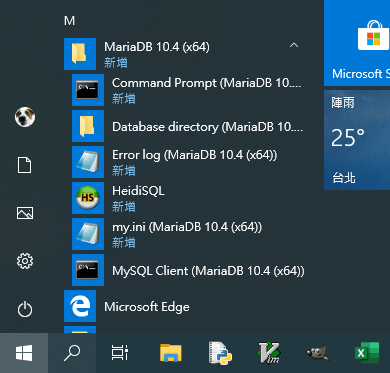 M
MariaDB 10.4 (x64)
新增
Command Prompt (MariaDB 10....
新增
Database directory (MariaDB 10....
Error log (MariaDB 10.4 (x64))
新增
HS
HeidiSQL
新增
my.ini (MariaDB 10.4 (x64))
新增
MySQL Client (MariaDB 10.4 (x64))
Microsoft Edge
Microsoft S
陣雨
25°
台北
Vim